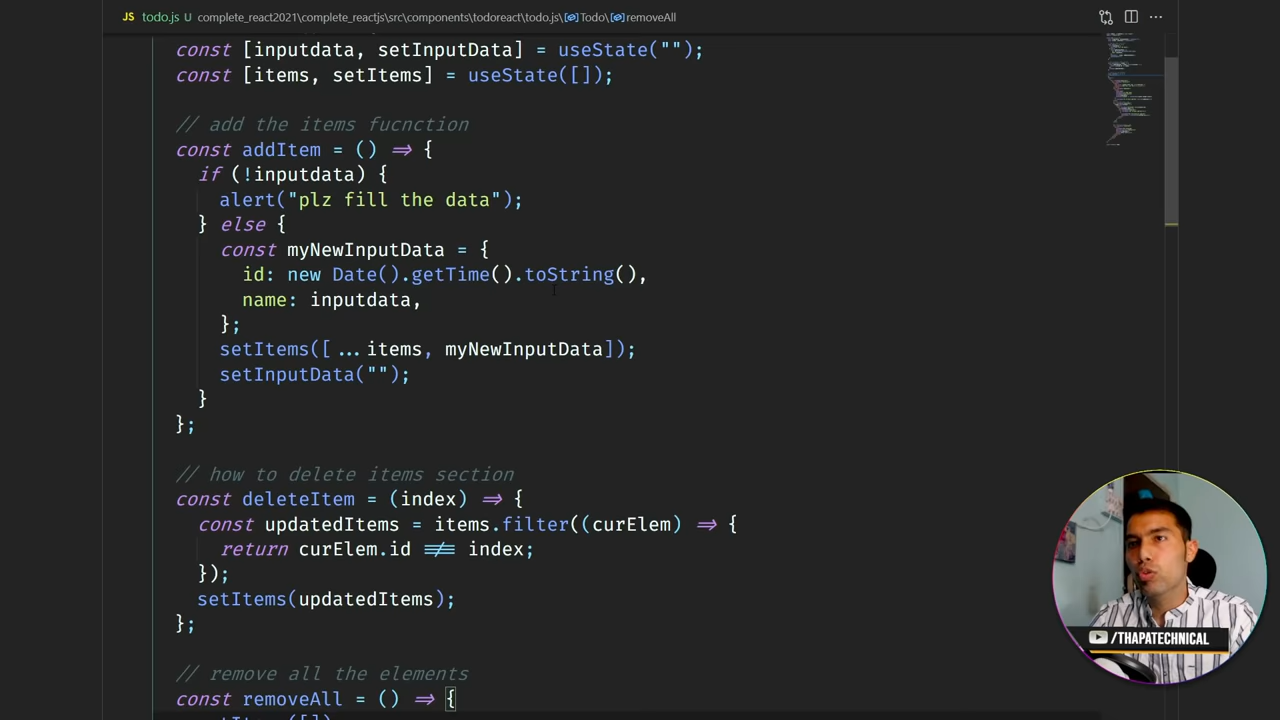 JS todo.js U complete_react2021\complete_reactjs\src\components\todoreact\todo.js\Todo\removeAll
const [inputdata, setInputData] = useState("");
const [items, setItems] = useState([]);
// add the items fucnction
const addItem = () => {
if (!inputdata) {
alert("plz fill the data");
} else {
const myNewInputData = {
id: new Date().getTime().toString(),
name: inputdata,
};
setItems([...items, myNewInputData]);
setInputData("");
}
};
// how to delete items section
const deleteItem = (index) => {
const updatedItems = items.filter((curElem) => {
return curElem.id !== index;
});
setItems(updatedItems);
};
// remove all the elements
const removeAll = () => {
/THAPATECHNICAL